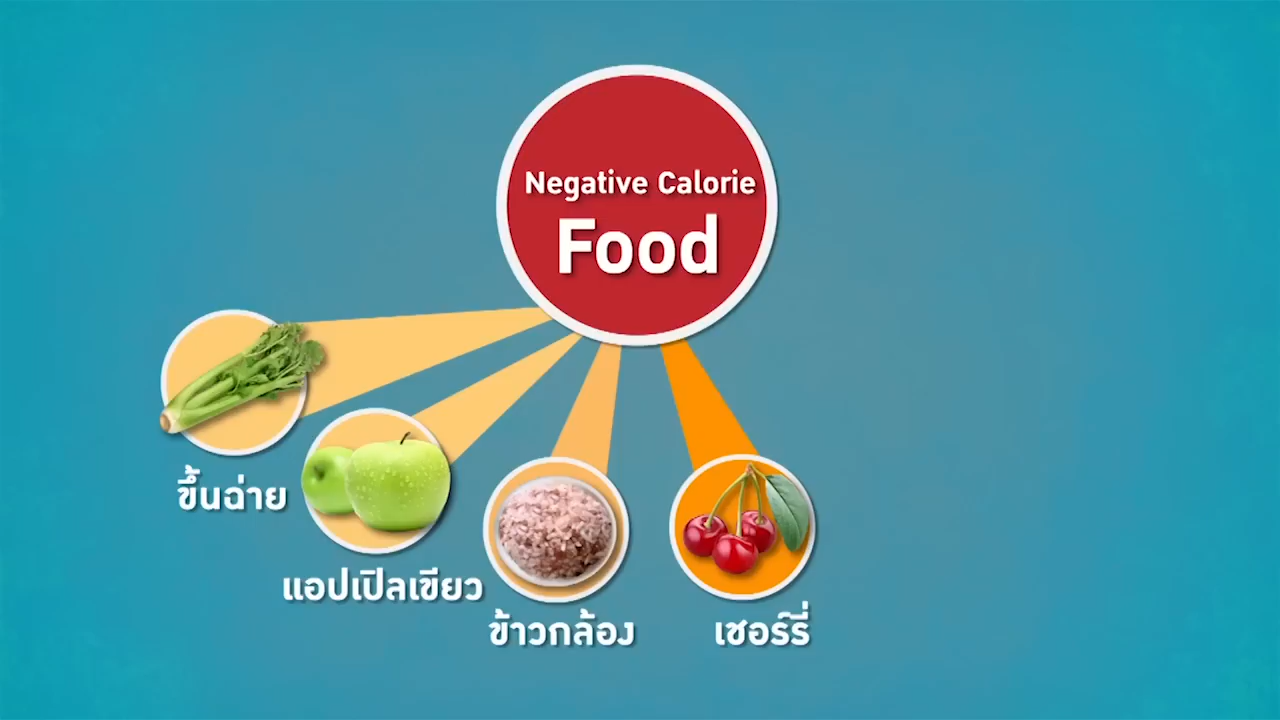 Negative Calorie
Food
ขึ้นฉ่าย
แอปเปิลเขียว
ข้าวกล้อง
เชอร์รี่